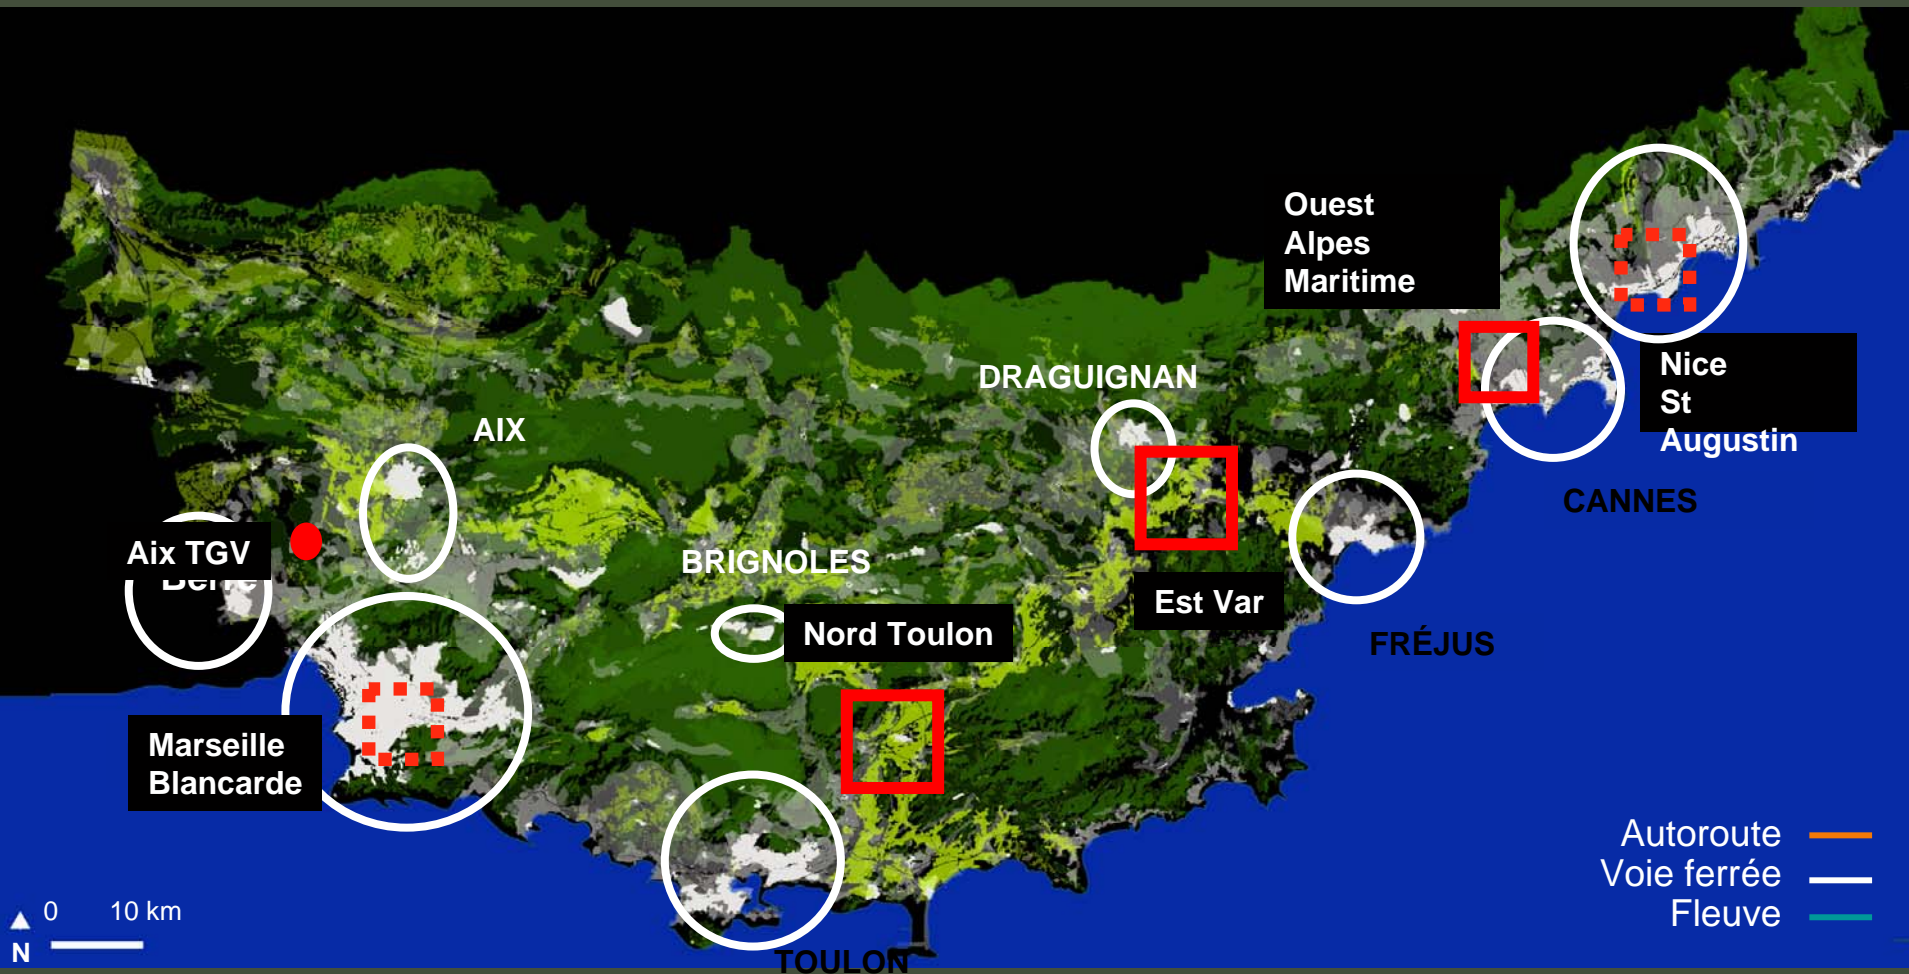 Ouest
Alpes
Maritime
Nice
St
Augustin
DRAGUIGNAN
AIX
CANNES
Aix TGV
Berre
BRIGNOLES
Est Var
Nord Toulon
FRÉJUS
Marseille
Blancarde
Autoroute
Voie ferrée
Fleuve
0 10 km
N
TOULON